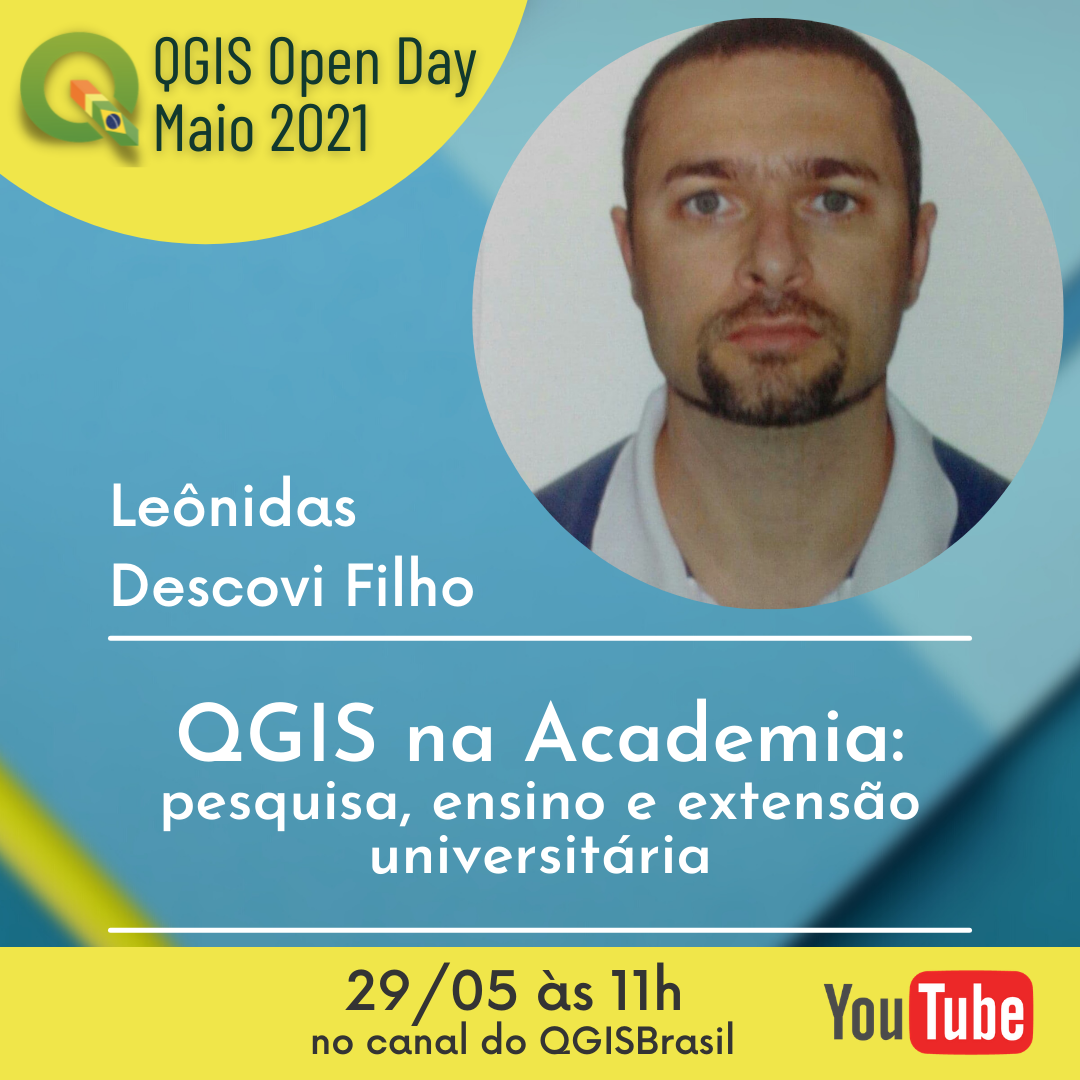 QGIS Open Day
Maio 2021
Leônidas
Descovi Filho
QGIS na Academia:
pesquisa, ensino e extensão
universitária
29/05 às 11h
no canal do QGISBrasil
YouTube